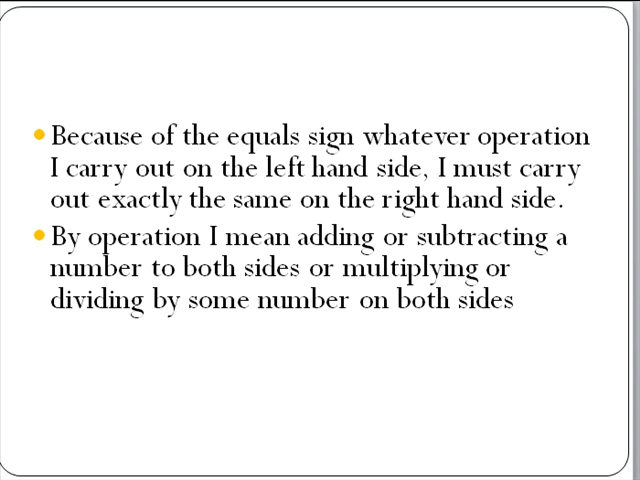 Because of the equals sign whatever operation
I carry out on the left hand side, I must carry
out exactly the same on the right hand side.
By operation I mean adding or subtracting a
number to both sides or multiplying or
dividing by some number on both sides